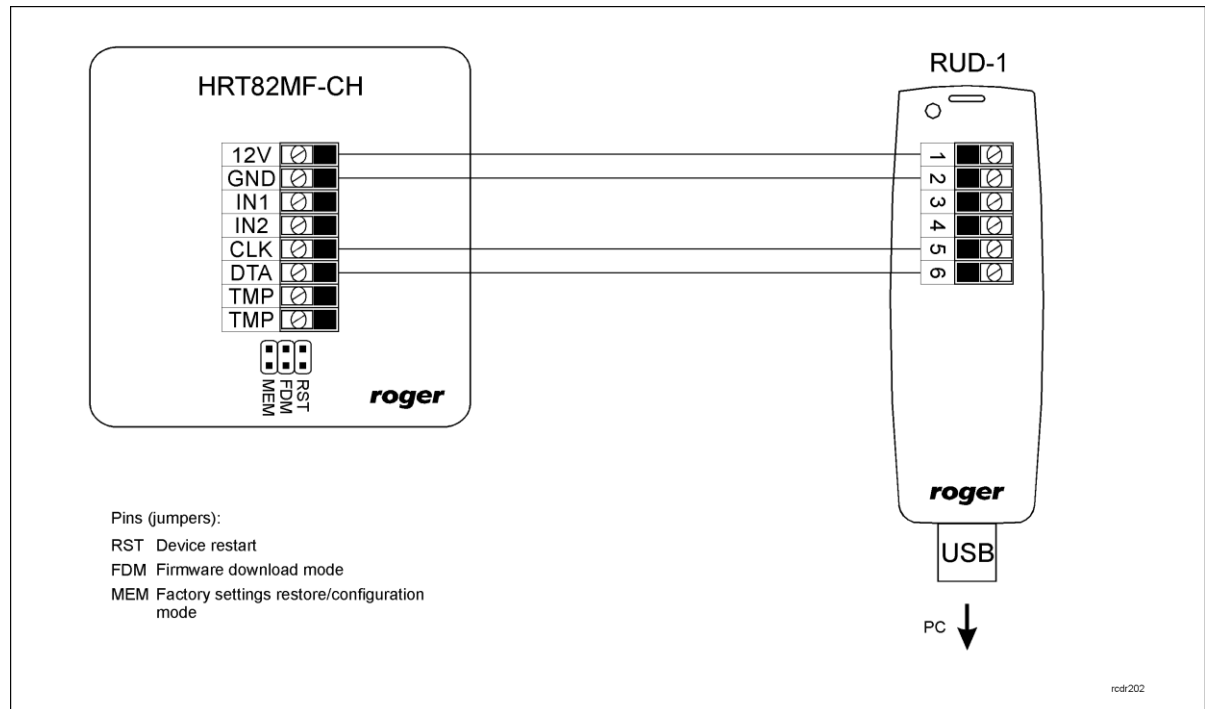 HRT82MF-CH
12V
GND
IN1
IN2
CLK
DTA
TMP
TMP
MEM
FDM
RST
roger
RUD-1
1
2
3
4
5
6
roger
USB
PC
Pins (jumpers):
RST Device restart
FDM Firmware download mode
MEM Factory settings restore/configuration
mode
rcdr202